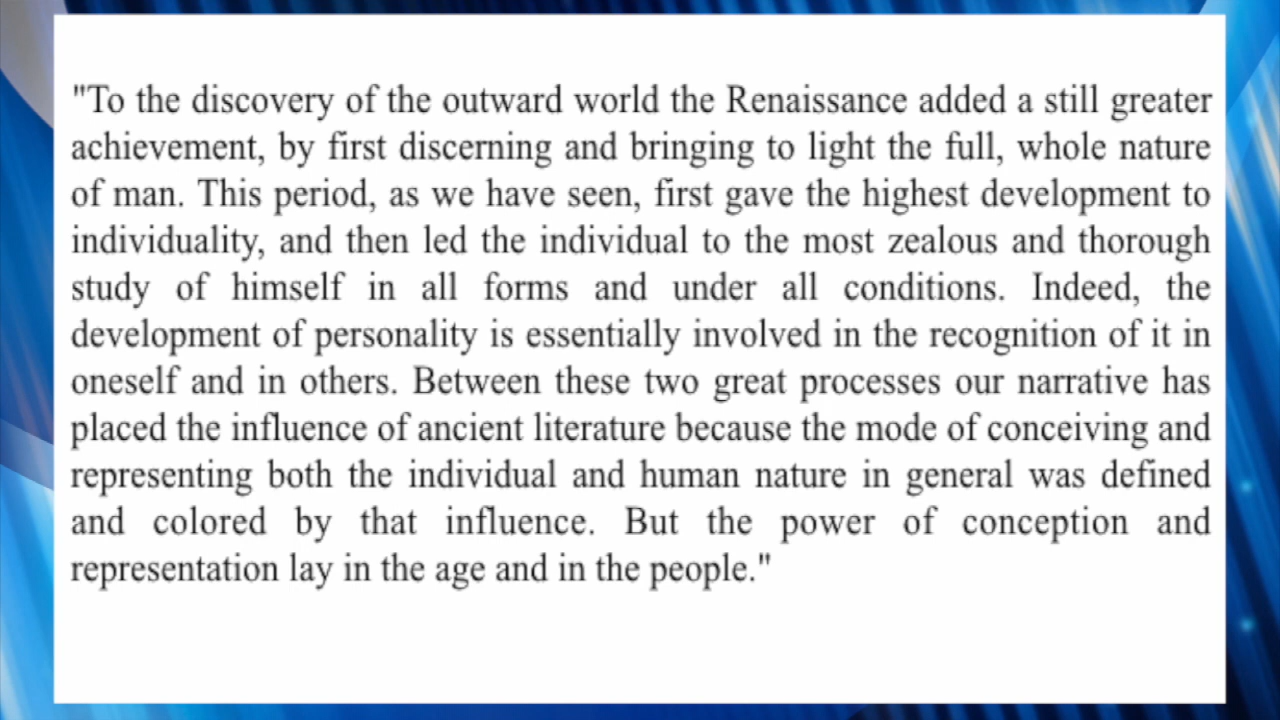 "To the discovery of the outward world the Renaissance added a still greater
achievement, by first discerning and bringing to light the full, whole nature
of man. This period, as we have seen, first gave the highest development to
individuality, and then led the individual to the most zealous and thorough
study of himself in all forms and under all conditions. Indeed, the
development of personality is essentially involved in the recognition of it in
oneself and in others. Between these two great processes our narrative has
placed the influence of ancient literature because the mode of conceiving and
representing both the individual and human nature in general was defined
and colored by that influence. But the power of conception and
representation lay in the age and in the people."